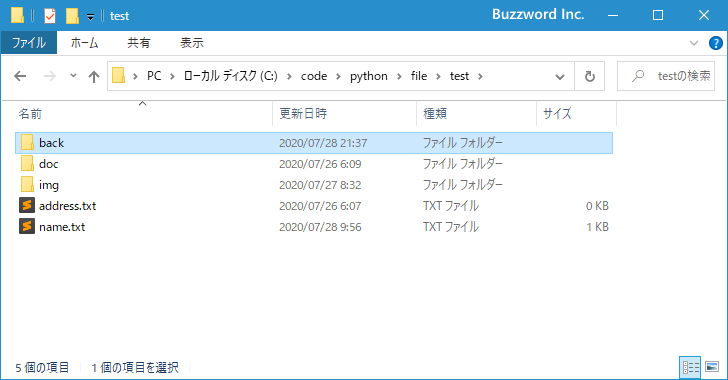 test Buzzword Inc.
ファイル ホーム 共有 表示
PC > ローカル ディスク (C:) > code > python > file > test > testの検索
名前 更新日時 種類 サイズ
back 2020/07/28 21:37 ファイル フォルダー
doc 2020/07/26 6:09 ファイル フォルダー
img 2020/07/27 8:32 ファイル フォルダー
address.txt 2020/07/26 6:07 TXT ファイル 0 KB
name.txt 2020/07/28 9:56 TXT ファイル 1 KB
5 個の項目 1 個の項目を選択